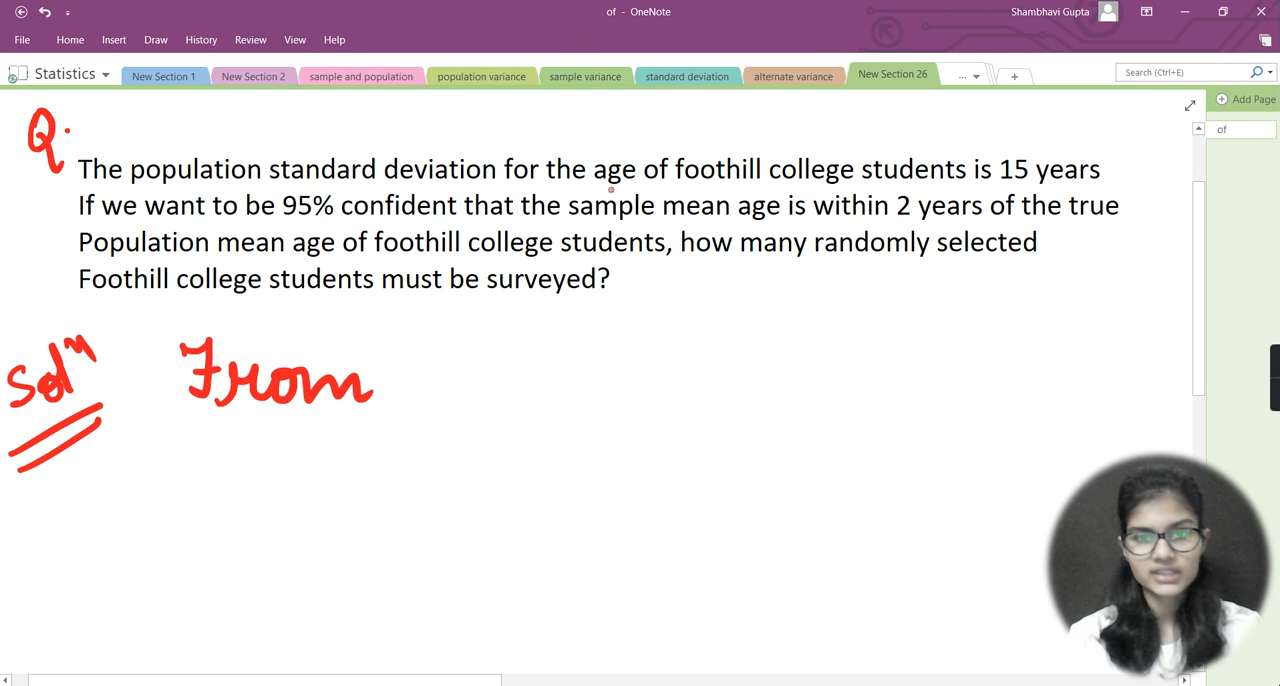 of - OneNote
Shambhavi Gupta
File Home Insert Draw History Review View Help
Statistics
New Section 1 New Section 2 sample and population population variance sample variance standard deviation alternate variance New Section 26 ...
Search (Ctrl+E)
Add Page
of
Q.
The population standard deviation for the age of foothill college students is 15 years
If we want to be 95% confident that the sample mean age is within 2 years of the true
Population mean age of foothill college students, how many randomly selected
Foothill college students must be surveyed?
Solⁿ From